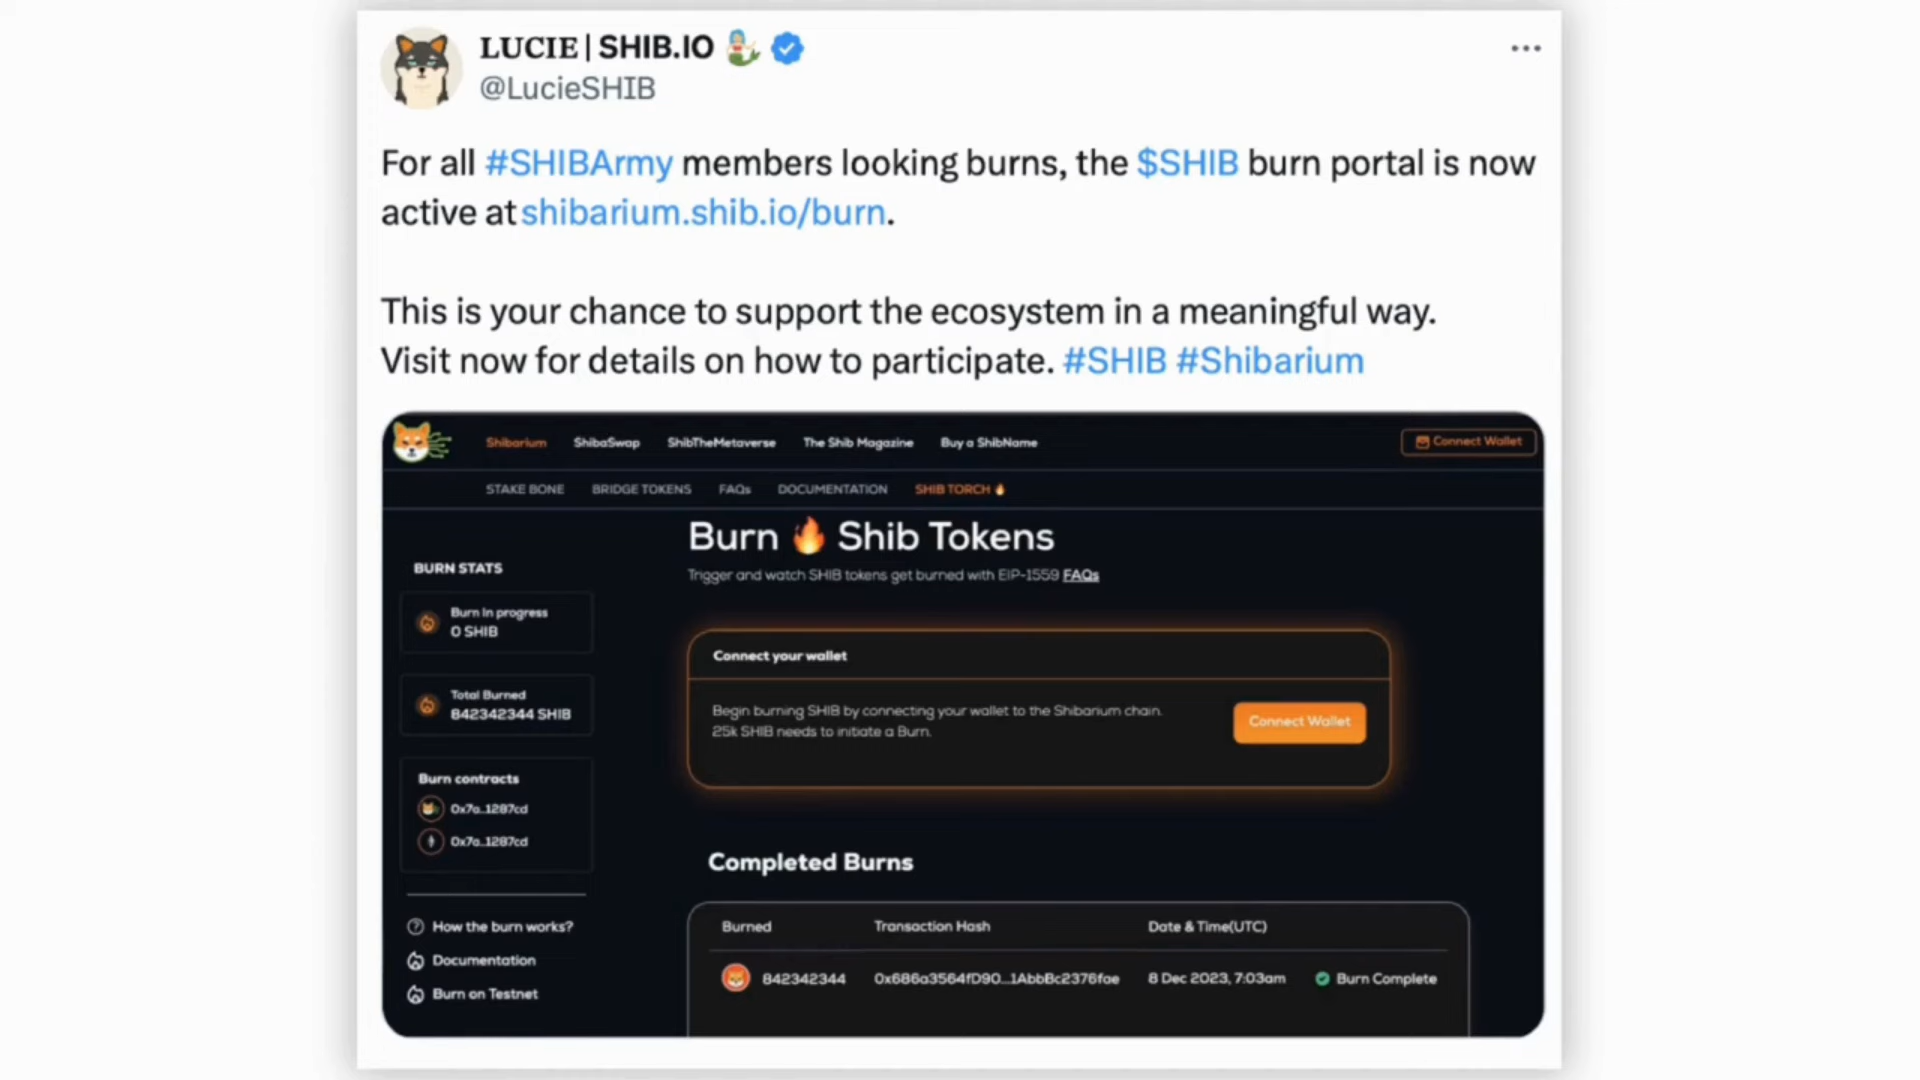 LUCIE | SHIB.IO
@LucieSHIB
For all #SHIBArmy members looking burns, the $SHIB burn portal is now
active at shibarium.shib.io/burn.
This is your chance to support the ecosystem in a meaningful way.
Visit now for details on how to participate. #SHIB #Shibarium
Shibarium ShibaSwap ShibTheMetaverse The Shib Magazine Buy a ShibName Connect Wallet
STAKE BONE BRIDGE TOKENS FAQs DOCUMENTATION SHIB TORCH 🔥
Burn 🔥 Shib Tokens
Trigger and watch SHIB tokens get burned with EIP-1559 FAQs
BURN STATS
Burn In progress
0 SHIB
Total Burned
842342344 SHIB
Burn contracts
0x7a..1287cd
0x7a..1287cd
How the burn works?
Documentation
Burn on Testnet
Connect your wallet
Begin burning SHIB by connecting your wallet to the Shibarium chain.
25k SHIB needs to initiate a Burn.
Connect Wallet
Completed Burns
Burned Transaction Hash Date & Time(UTC)
842342344 0x686a3564fD90...1AbbBc2376fae 8 Dec 2023, 7:03am Burn Complete